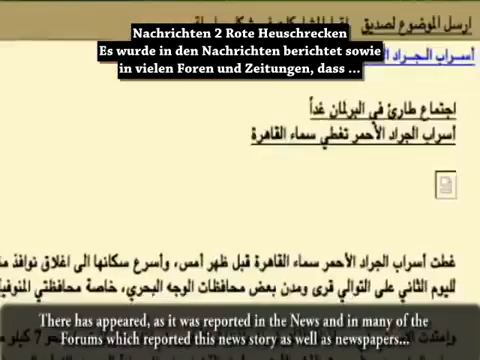 ارسل الموضوع لصديق
Nachrichten 2 Rote Heuschrecken
Es wurde in den Nachrichten berichtet sowie
in vielen Foren und Zeitungen, dass ...
أسراب الجراد
اجتماع طارئ في البرلمان غداً
أسراب الجراد الأحمر تغطي سماء القاهرة
غطت أسراب الجراد الأحمر سماء القاهرة قبل ظهر أمس، وأسرع سكانها الى اغلاق نوافذ
لليوم الثاني على التوالي قرى ومدن بعض محافظات الوجه البحري، خاصة محافظتي المنوفية
There has appeared, as it was reported in the News and in many of the
Forums which reported this news story as well as newspapers...